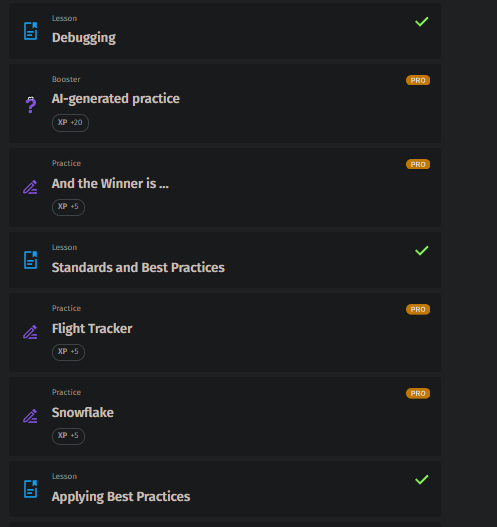 Lesson
Debugging
Booster
PRO
AI-generated practice
XP +20
Practice
PRO
And the Winner is ...
XP +5
Lesson
Standards and Best Practices
Practice
PRO
Flight Tracker
XP +5
Practice
PRO
Snowflake
XP +5
Lesson
Applying Best Practices